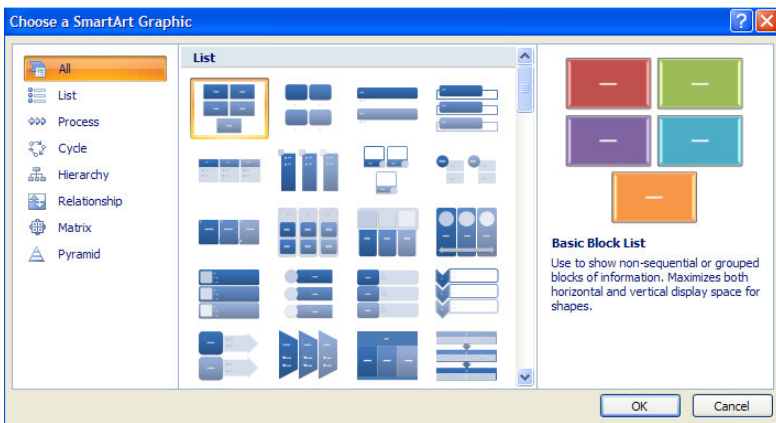 Choose a SmartArt Graphic
All
List
Process
Cycle
Hierarchy
Relationship
Matrix
Pyramid
List
Basic Block List
Use to show non-sequential or grouped
blocks of information. Maximizes both
horizontal and vertical display space for
shapes.
OK
Cancel